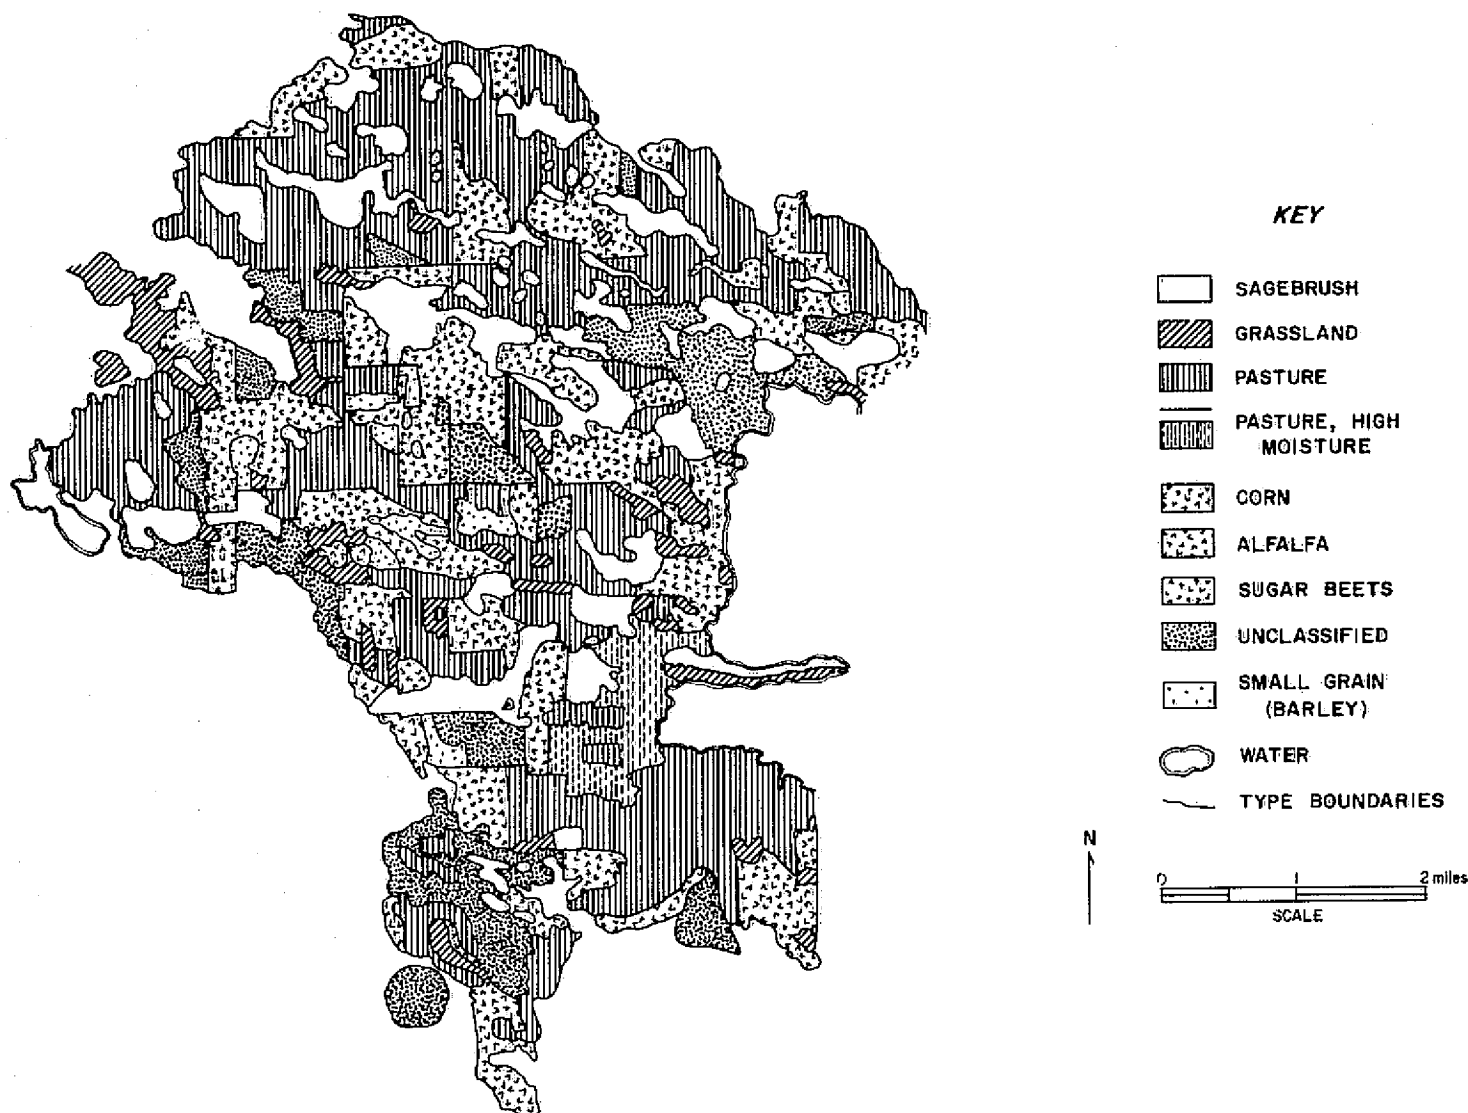 KEY
SAGEBRUSH
GRASSLAND
PASTURE
PASTURE, HIGH
MOISTURE
CORN
ALFALFA
SUGAR BEETS
UNCLASSIFIED
SMALL GRAIN
(BARLEY)
WATER
TYPE BOUNDARIES
N
0 1 2 miles
SCALE